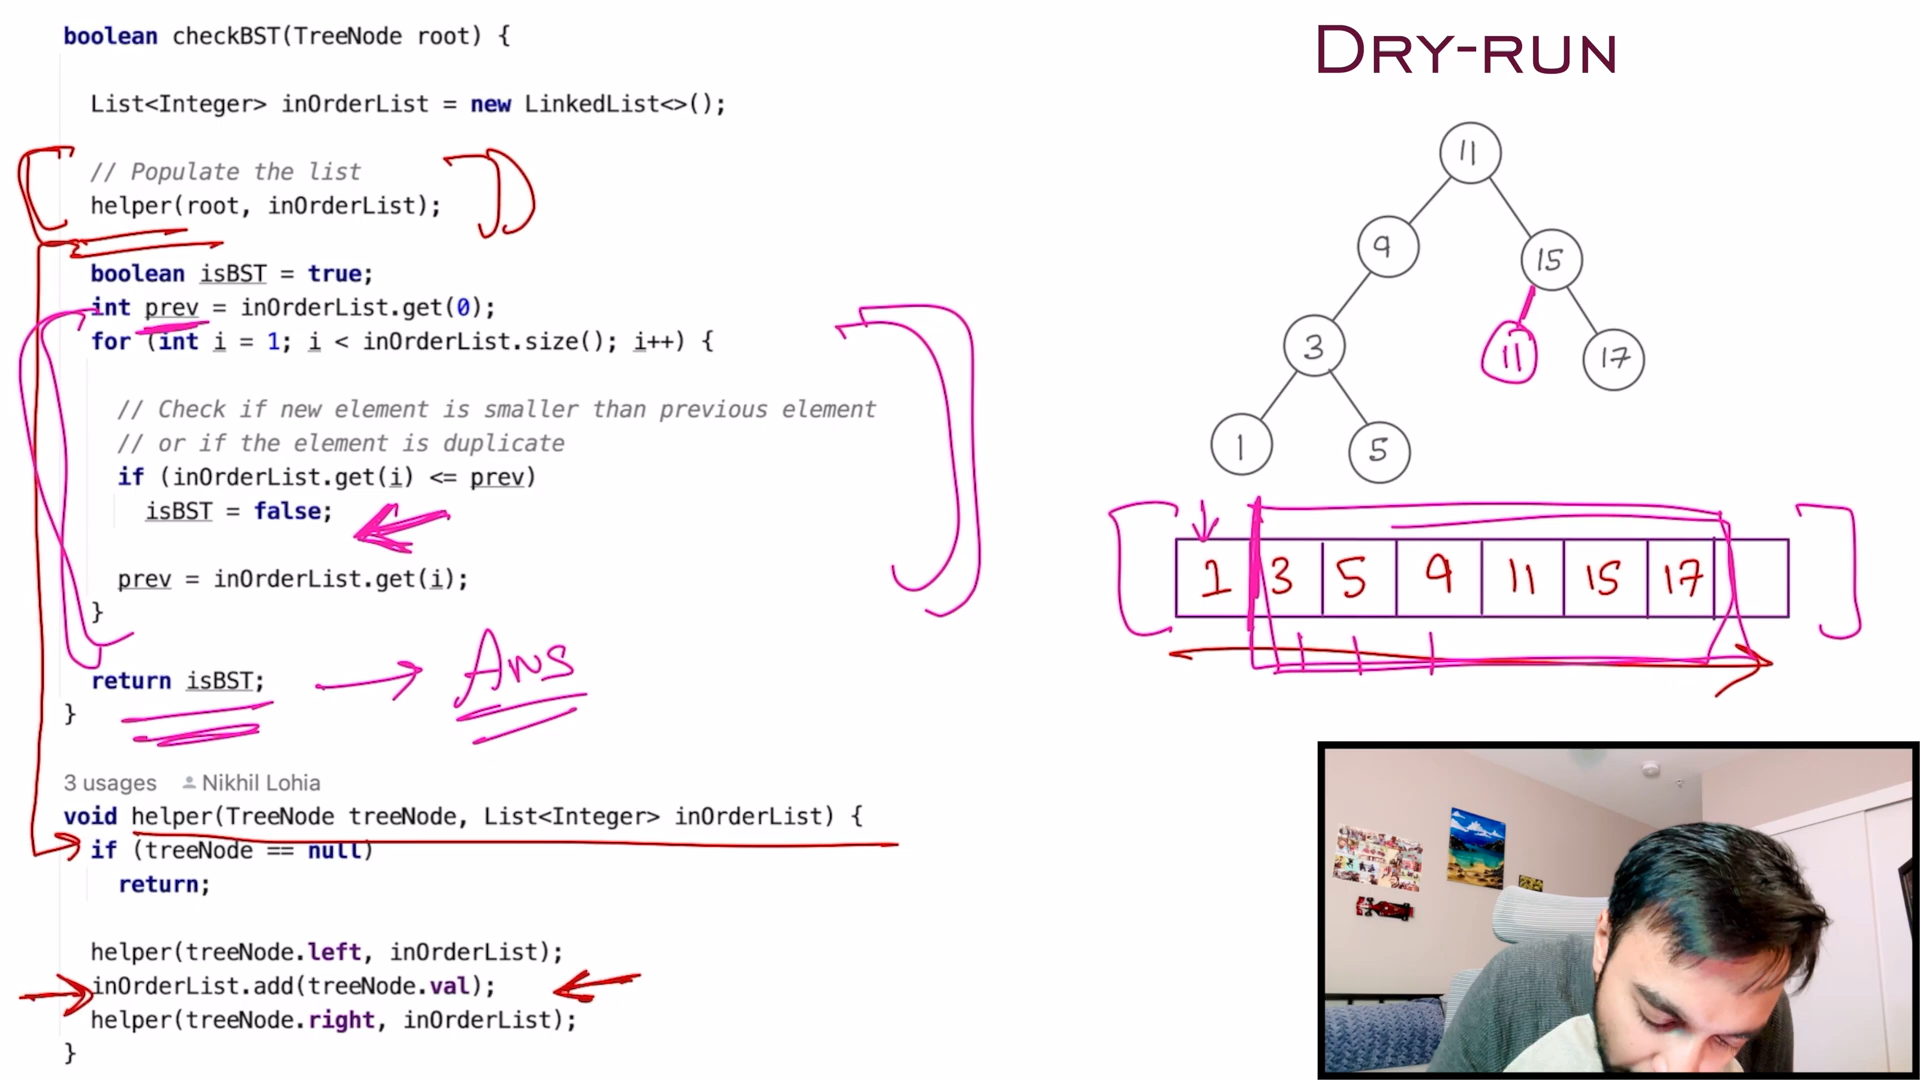 boolean checkBST(TreeNode root) {
List<Integer> inOrderList = new LinkedList<>();
// Populate the list
helper(root, inOrderList);
boolean isBST = true;
int prev = inOrderList.get(0);
for (int i = 1; i < inOrderList.size(); i++) {
// Check if new element is smaller than previous element
// or if the element is duplicate
if (inOrderList.get(i) <= prev)
isBST = false;
prev = inOrderList.get(i);
}
return isBST;
Ans
}
3 usages Nikhil Lohia
void helper(TreeNode treeNode, List<Integer> inOrderList) {
if (treeNode == null)
return;
helper(treeNode.left, inOrderList);
inOrderList.add(treeNode.val);
helper(treeNode.right, inOrderList);
}
DRY-RUN
11
9 15
3 11 17
1 5
1 3 5 9 11 15 17